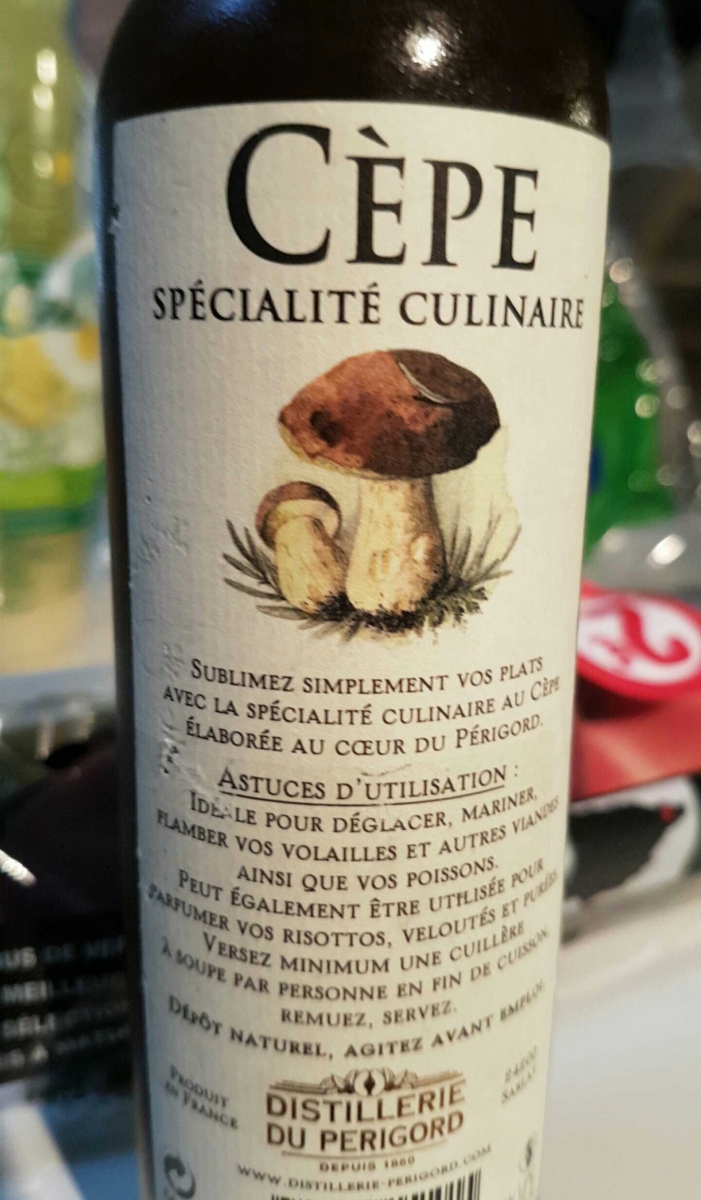 CÈPE
SPÉCIALITÉ CULINAIRE
SUBLIMEZ SIMPLEMENT VOS PLATS
AVEC LA SPÉCIALITÉ CULINAIRE AU CÈPE
ÉLABORÉE AU CŒUR DU PÉRIGORD.
ASTUCES D'UTILISATION :
IDÉALE POUR DÉGLACER, MARINER,
FLAMBER VOS VOLAILLES ET AUTRES VIANDES
AINSI QUE VOS POISSONS.
PEUT ÉGALEMENT ÊTRE UTILISÉE POUR
PARFUMER VOS RISOTTOS, VELOUTÉS ET PURÉES
VERSEZ MINIMUM UNE CUILLÈRE
À SOUPE PAR PERSONNE EN FIN DE CUISSON,
REMUEZ, SERVEZ.
DÉPÔT NATUREL, AGITEZ AVANT EMPLOI.
PRODUIT
EN FRANCE
DISTILLERIE
DU PERIGORD
DEPUIS 1860
24200
SARLAT
WWW.DISTILLERIE-PERIGORD.COM